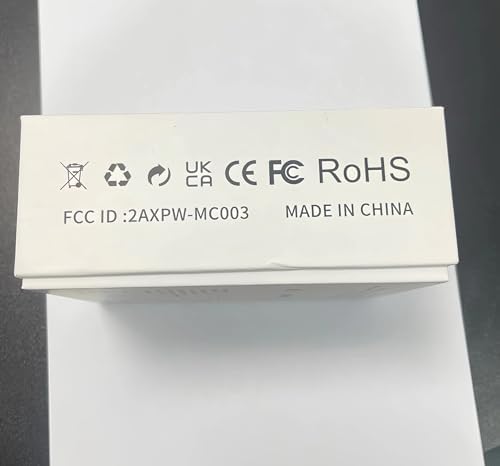 UK CA CE FC RoHS
FCC ID :2AXPW-MC003 MADE IN CHINA